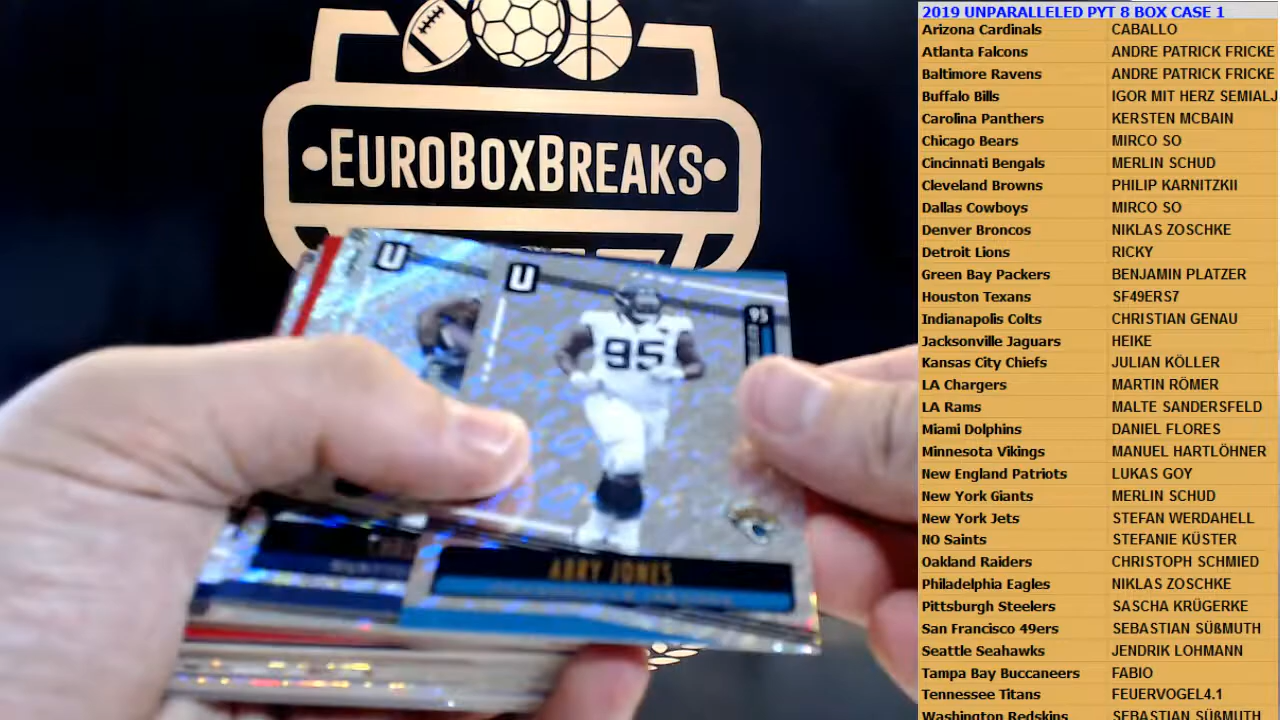 2019 UNPARALLELED PYT 8 BOX CASE 1
Arizona Cardinals CABALLO
Atlanta Falcons ANDRE PATRICK FRICKE
Baltimore Ravens ANDRE PATRICK FRICKE
Buffalo Bills IGOR MIT HERZ SEMIALJ
Carolina Panthers KERSTEN MCBAIN
Chicago Bears MIRCO SO
Cincinnati Bengals MERLIN SCHUD
Cleveland Browns PHILIP KARNITZKII
Dallas Cowboys MIRCO SO
Denver Broncos NIKLAS ZOSCHKE
Detroit Lions RICKY
Green Bay Packers BENJAMIN PLATZER
Houston Texans SF49ERS7
Indianapolis Colts CHRISTIAN GENAU
Jacksonville Jaguars HEIKE
Kansas City Chiefs JULIAN KÖLLER
LA Chargers MARTIN RÖMER
LA Rams MALTE SANDERSFELD
Miami Dolphins DANIEL FLORES
Minnesota Vikings MANUEL HARTLÖHNER
New England Patriots LUKAS GOY
New York Giants MERLIN SCHUD
New York Jets STEFAN WERDAHELL
NO Saints STEFANIE KÜSTER
Oakland Raiders CHRISTOPH SCHMIED
Philadelphia Eagles NIKLAS ZOSCHKE
Pittsburgh Steelers SASCHA KRÜGERKE
San Francisco 49ers SEBASTIAN SÜßMUTH
Seattle Seahawks JENDRIK LOHMANN
Tampa Bay Buccaneers FABIO
Tennessee Titans FEUERVOGEL4.1
Washington Redskins SEBASTIAN SÜßMUTH
EUROBOXBREAKS
U
U
95
95
ABRY JONES